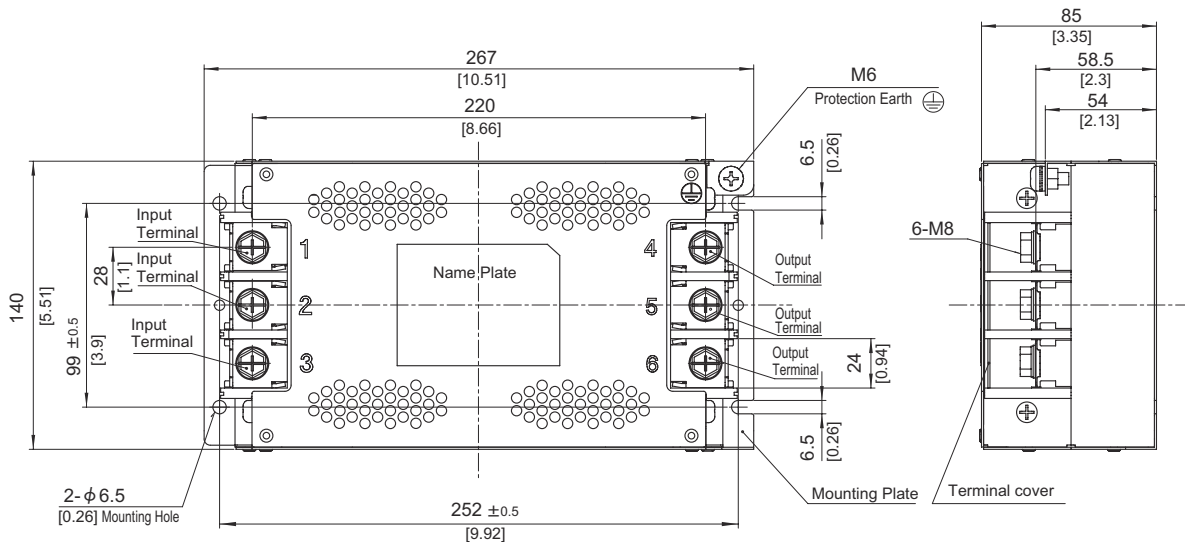 267
[10.51]
220
[8.66]
M6
Protection Earth
85
[3.35]
58.5
[2.3]
54
[2.13]
6.5
[0.26]
6-M8
140
[5.51]
99 ±0.5
[3.9]
28
[1.1]
Input
Terminal
1
Input
Terminal
2
Input
Terminal
3
Name Plate
4
Output
Terminal
5
Output
Terminal
6
Output
Terminal
24
[0.94]
6.5
[0.26]
2-ϕ6.5
[0.26] Mounting Hole
252 ±0.5
[9.92]
Mounting Plate
Terminal cover